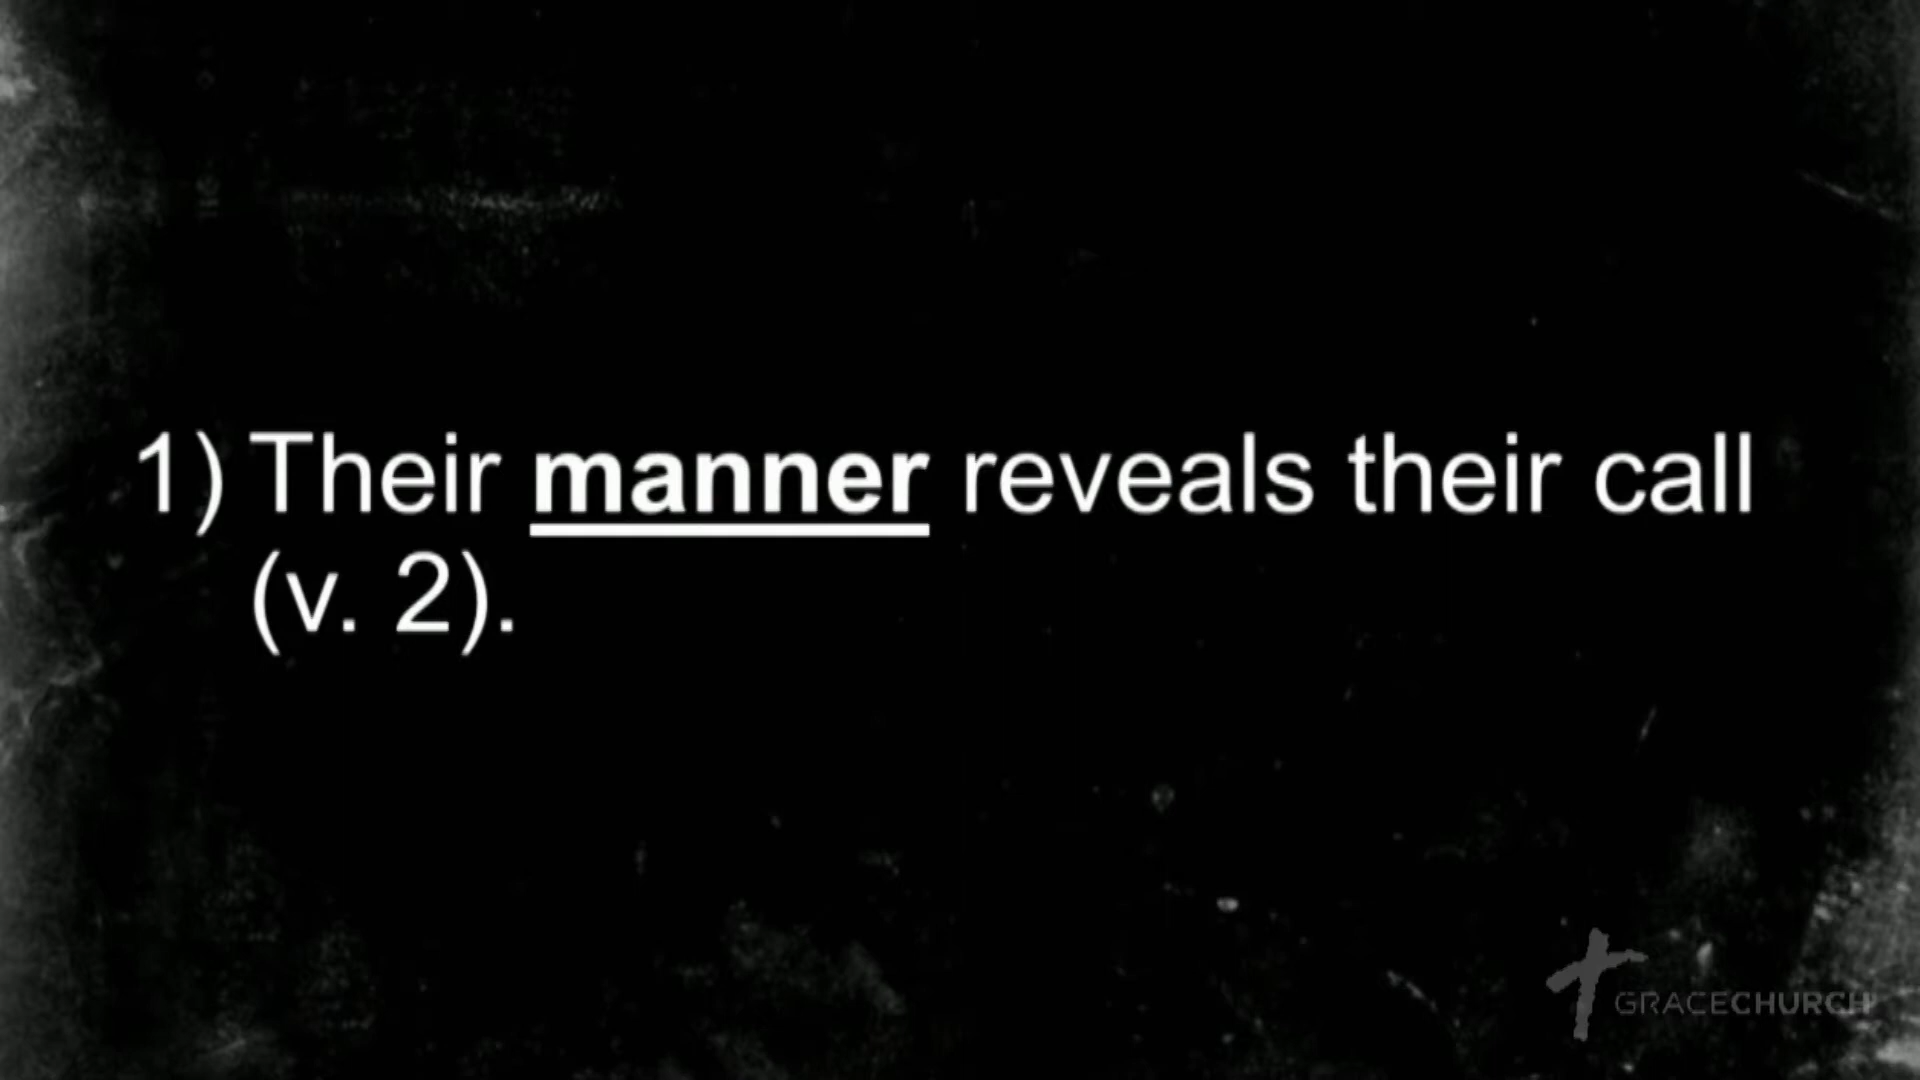 1) Their manner reveals their call
(v. 2).
GRACECHURCH